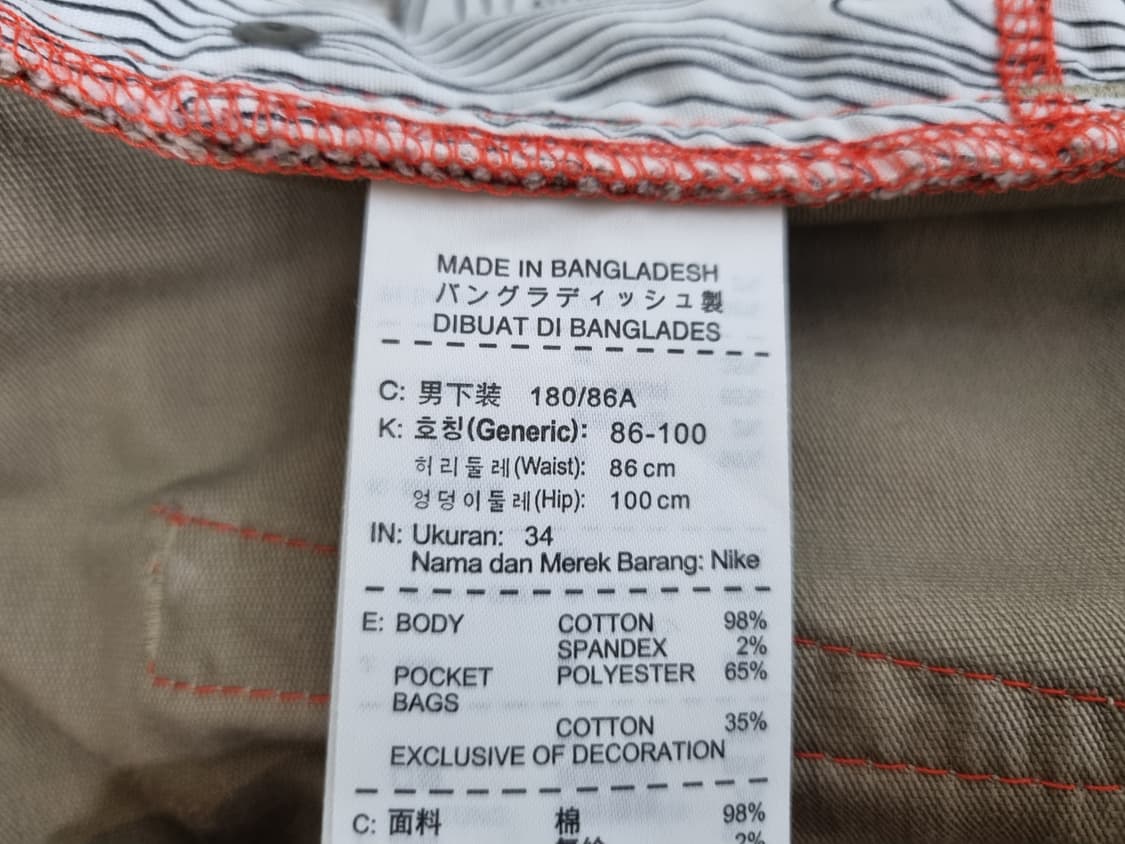 MADE IN BANGLADESH
バングラディッシュ製
DIBUAT DI BANGLADES
C: 男下装 180/86A
K: 호칭(Generic): 86-100
허리둘레(Waist): 86 cm
엉덩이둘레(Hip): 100 cm
IN: Ukuran: 34
Nama dan Merek Barang: Nike
E: BODY COTTON 98%
SPANDEX 2%
POCKET POLYESTER 65%
BAGS
COTTON 35%
EXCLUSIVE OF DECORATION
C: 面料 棉 98%
2%